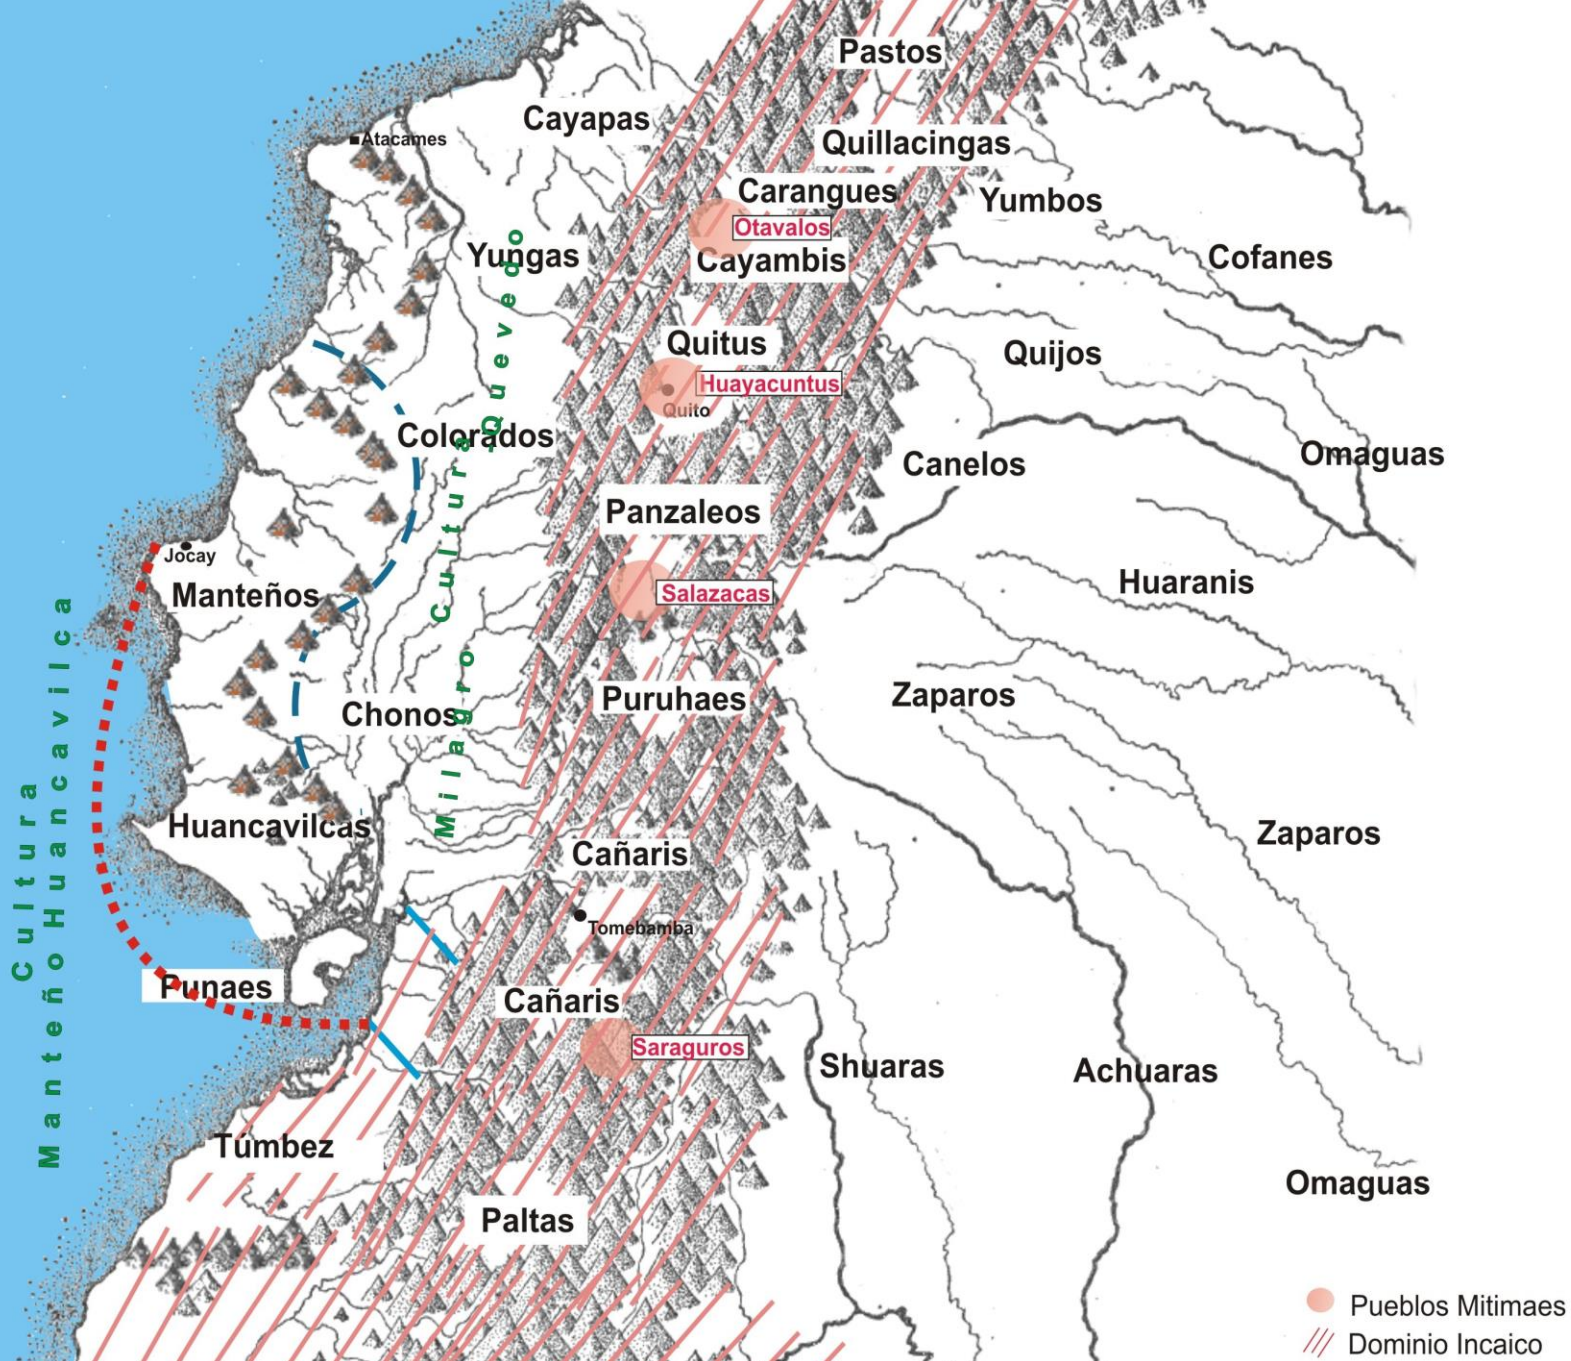 Pastos
Cayapas
Atacames
Quillacingas
Carangues
Yumbos
Otavalos
Yungas
Cayambis
Cofanes
Quitus
Quijos
Huayacuntus
Quito
Colorados
Omaguas
Canelos
Panzaleos
Jocay
Manteños
Salazacas
Huaranis
Puruhaes
Zaparos
Chonos
Huancavilcas
Zaparos
Cañaris
Tomebamba
Punaes
Cañaris
Saraguros
Shuaras
Achuaras
Túmbez
Omaguas
Paltas
Cultura
Manteño Huancavilca
Milagro Cultura -Quevedo
4
Pueblos Mitimaes
Dominio Incaico